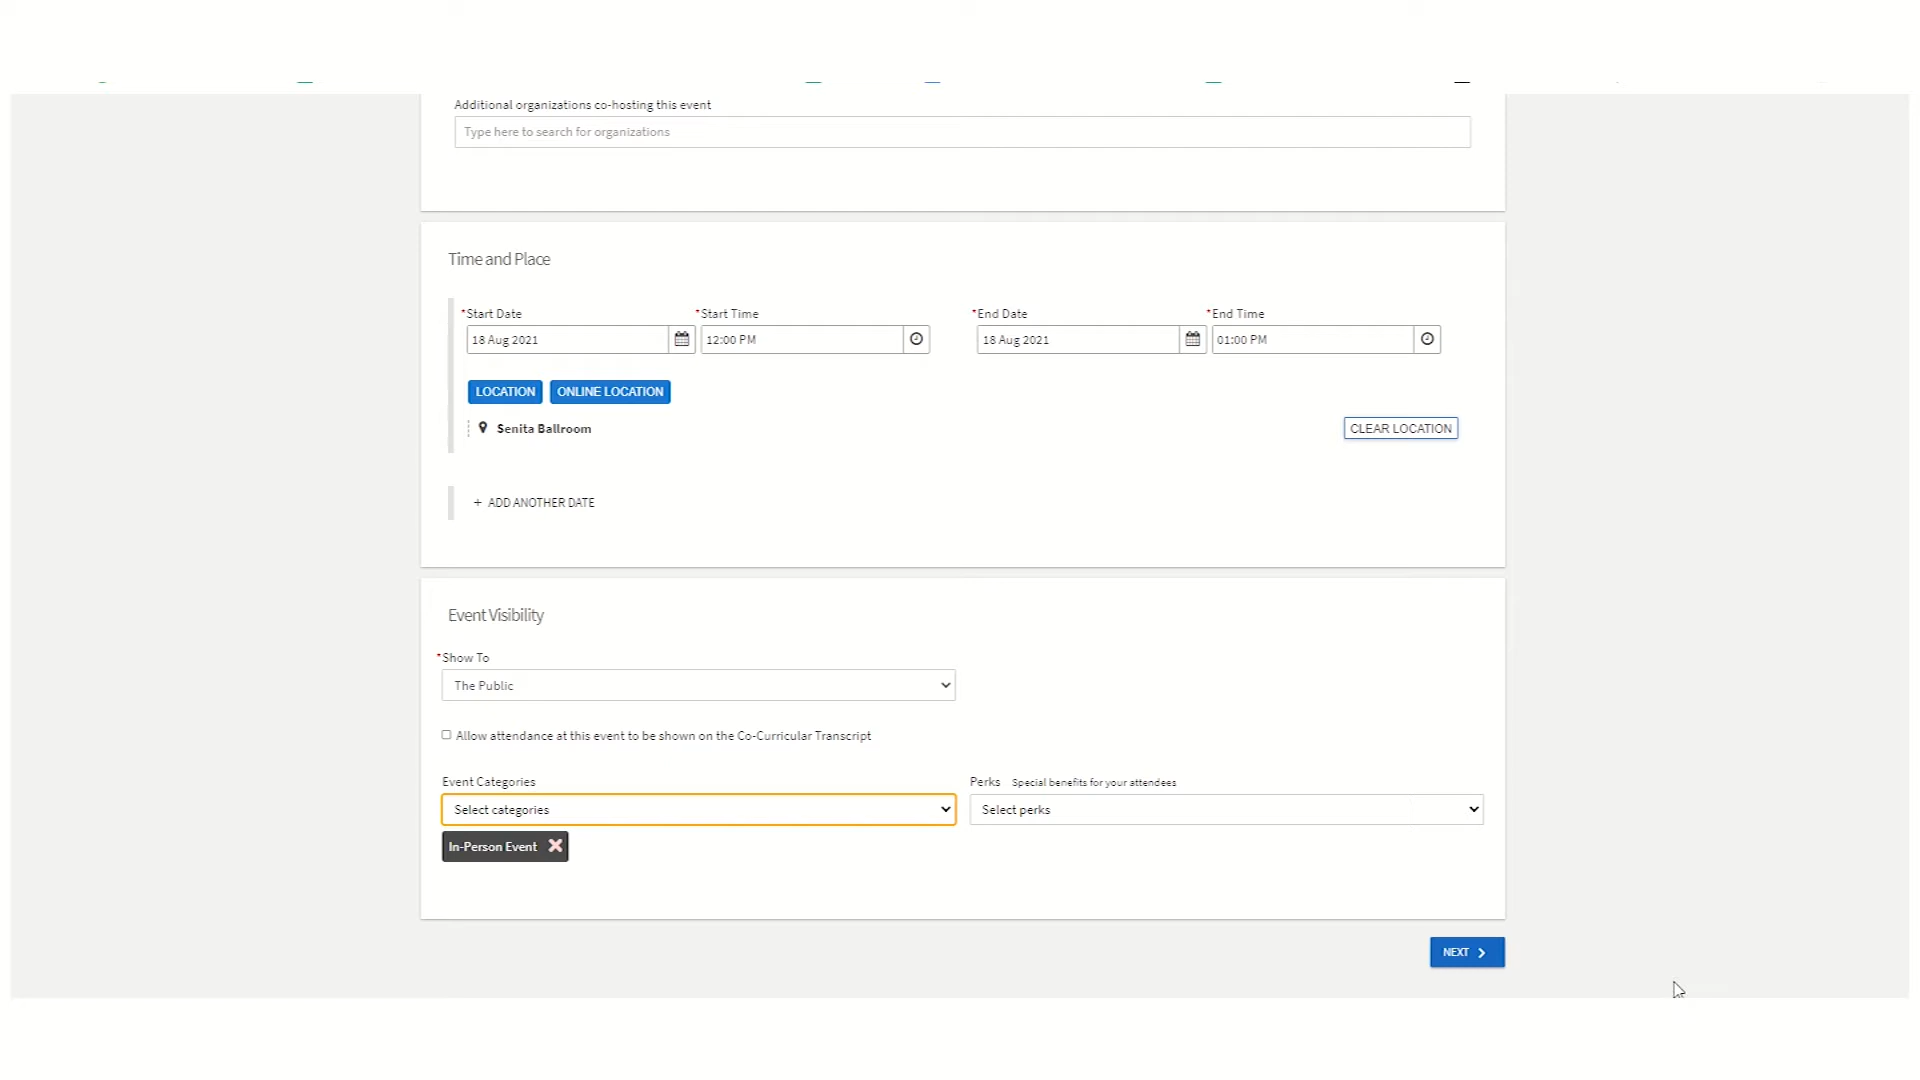 Additional organizations co-hosting this event
Type here to search for organizations
Time and Place
*Start Date *Start Time *End Date *End Time
18 Aug 2021 12:00 PM 18 Aug 2021 01:00 PM
LOCATION ONLINE LOCATION
Senita Ballroom CLEAR LOCATION
+ ADD ANOTHER DATE
Event Visibility
*Show To
The Public
Allow attendance at this event to be shown on the Co-Curricular Transcript
Event Categories Perks Special benefits for your attendees
Select categories Select perks
In-Person Event
NEXT